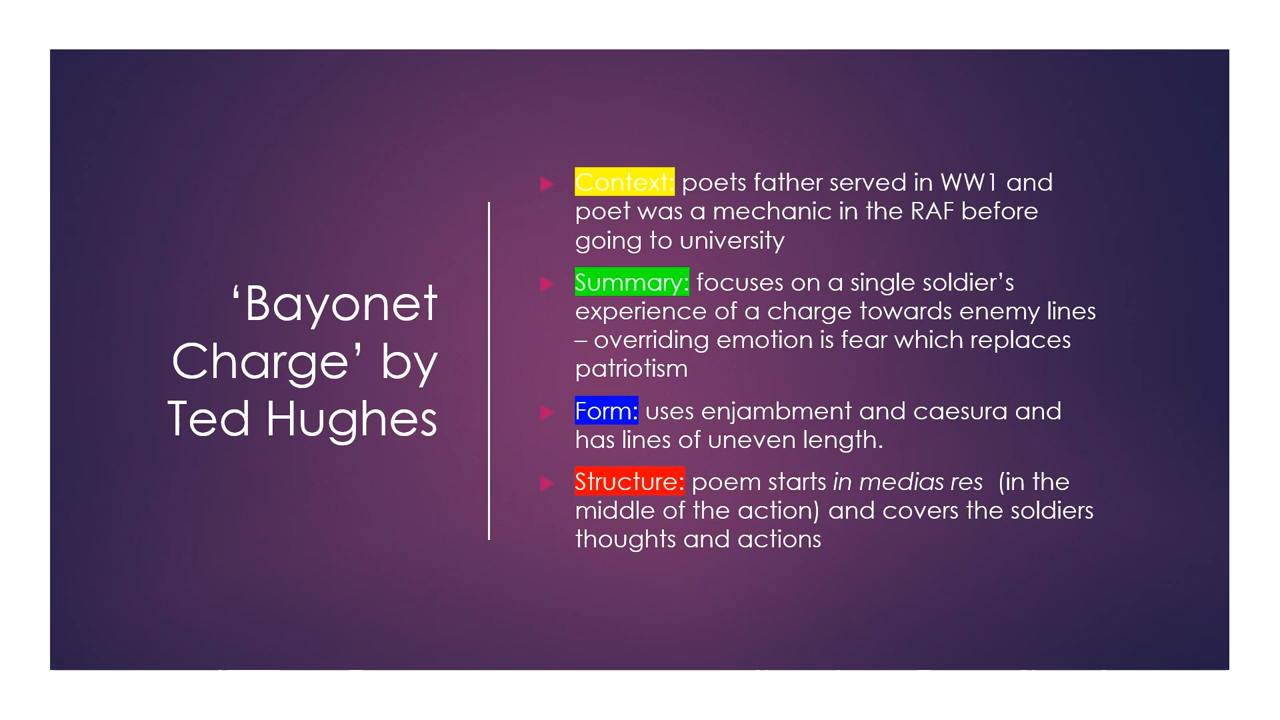 ‘Bayonet
Charge’ by
Ted Hughes
Context: poets father served in WW1 and
poet was a mechanic in the RAF before
going to university
Summary: focuses on a single soldier’s
experience of a charge towards enemy lines
– overriding emotion is fear which replaces
patriotism
Form: uses enjambment and caesura and
has lines of uneven length.
Structure: poem starts in medias res (in the
middle of the action) and covers the soldiers
thoughts and actions